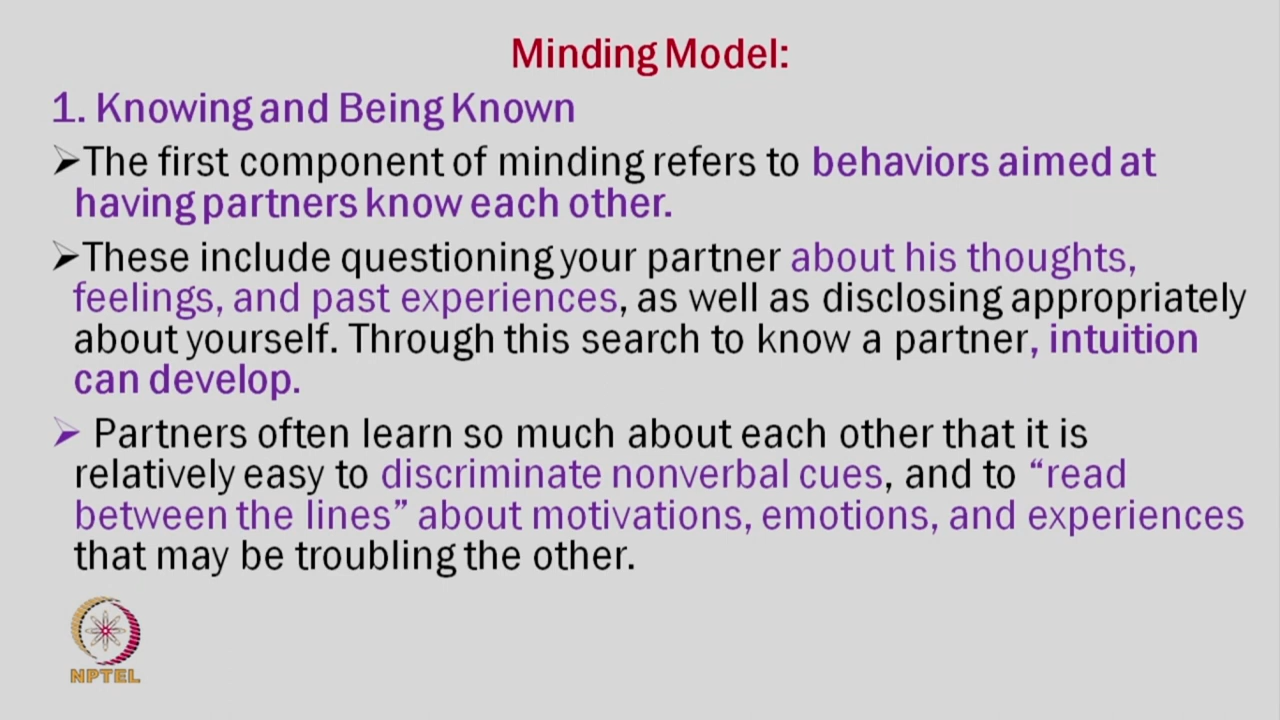 Minding Model:
1. Knowing and Being Known
➢The first component of minding refers to behaviors aimed at
having partners know each other.
➢These include questioning your partner about his thoughts,
feelings, and past experiences, as well as disclosing appropriately
about yourself. Through this search to know a partner, intuition
can develop.
➢ Partners often learn so much about each other that it is
relatively easy to discriminate nonverbal cues, and to “read
between the lines” about motivations, emotions, and experiences
that may be troubling the other.
NPTEL